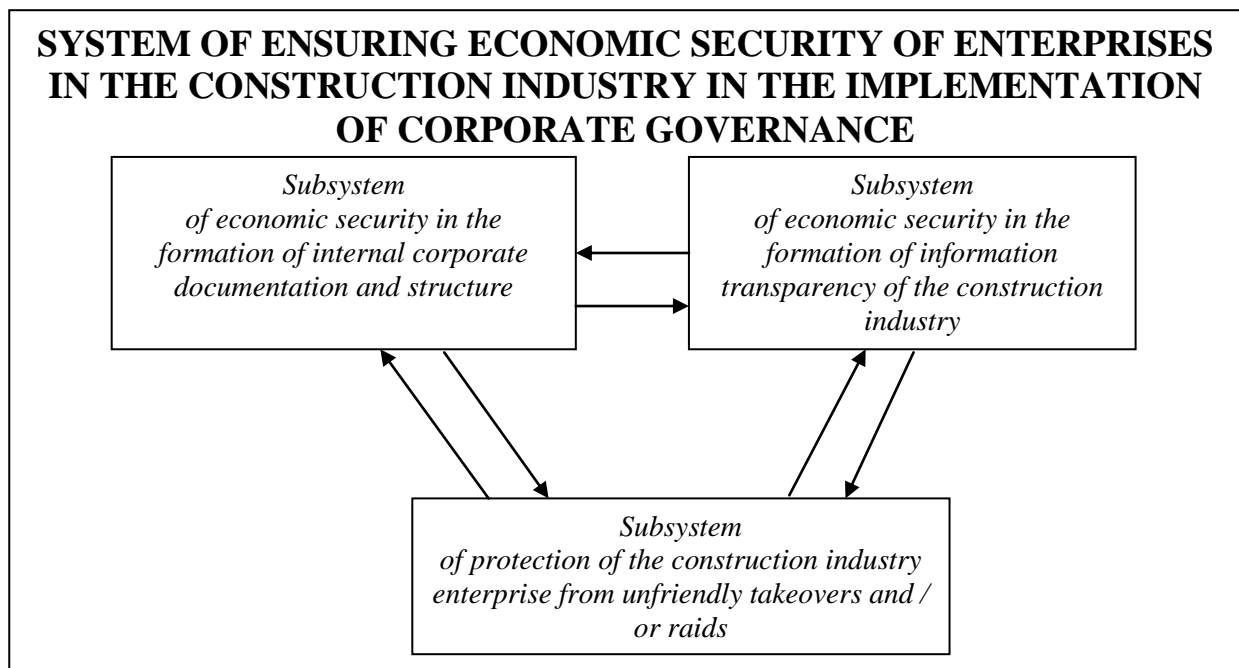 SYSTEM OF ENSURING ECONOMIC SECURITY OF ENTERPRISES
IN THE CONSTRUCTION INDUSTRY IN THE IMPLEMENTATION
OF CORPORATE GOVERNANCE
Subsystem
of economic security in the
formation of internal corporate
documentation and structure
Subsystem
of economic security in the
formation of information
transparency of the construction
industry
Subsystem
of protection of the construction industry
enterprise from unfriendly takeovers and /
or raids